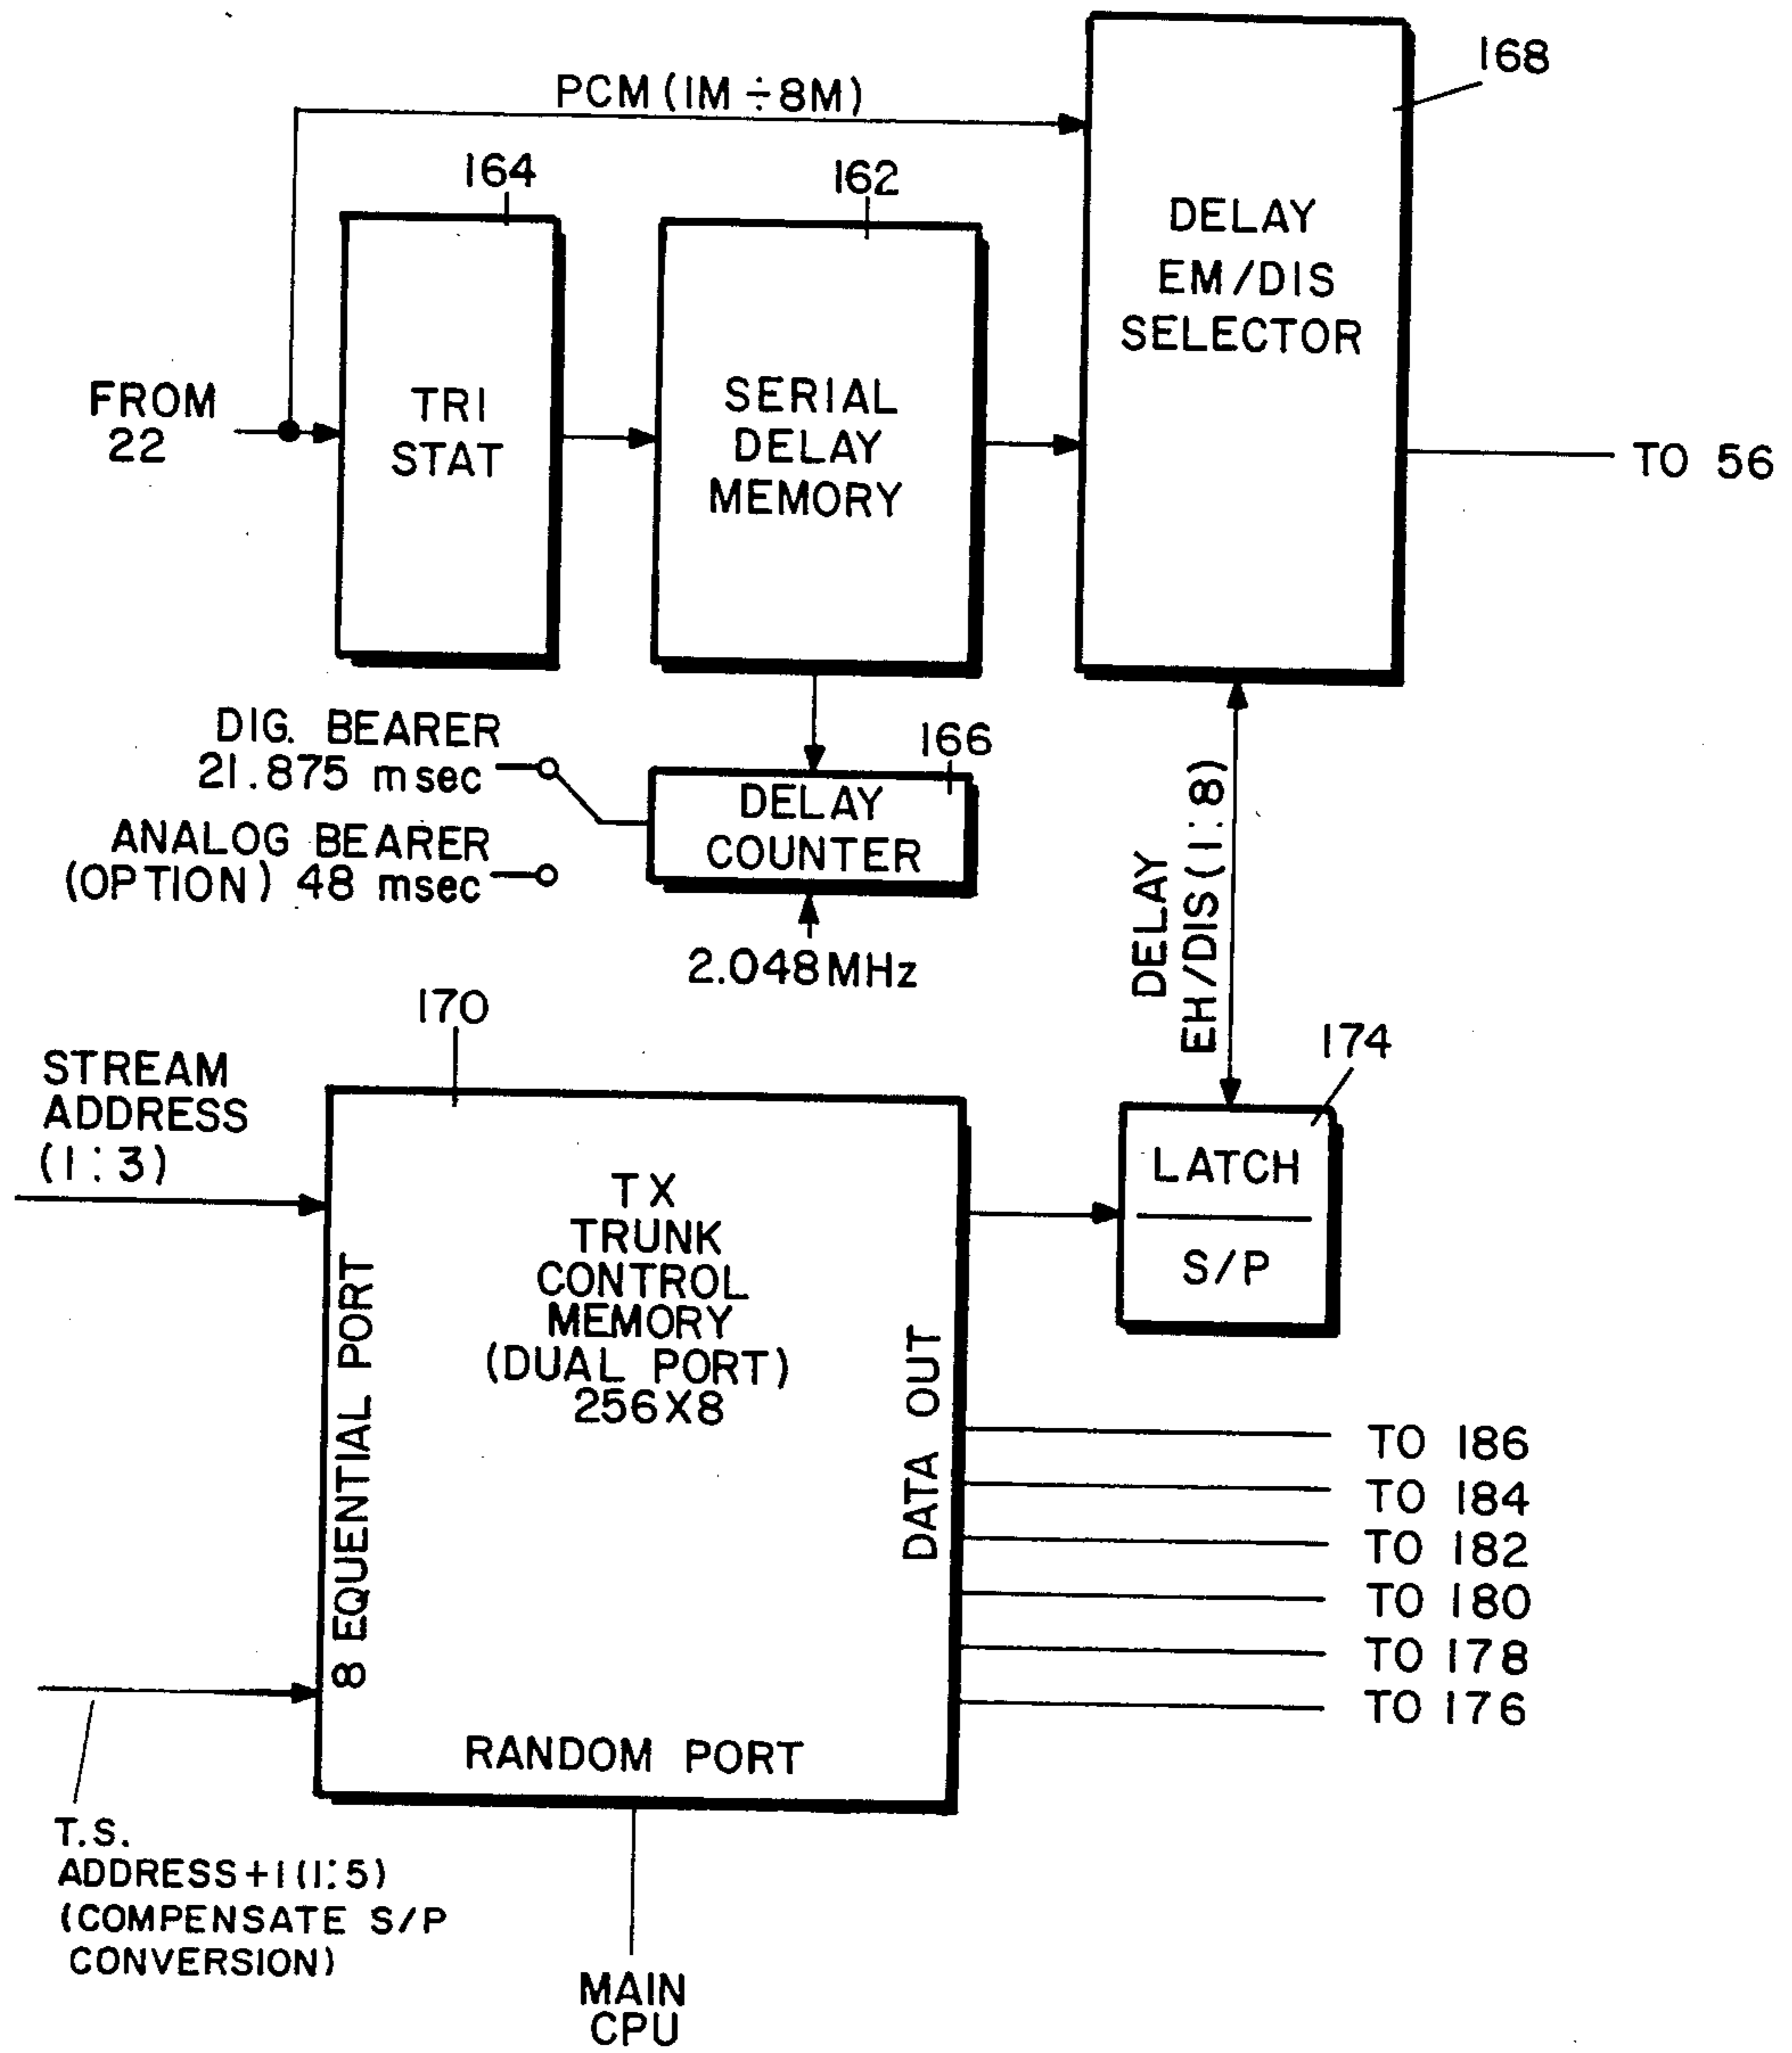 168
PCM (1M ÷ 8M)
164
162
DELAY
EM/DIS
SELECTOR
FROM
22
TRI
STAT
SERIAL
DELAY
MEMORY
TO 56
DIG. BEARER
21.875 msec
166
DELAY
COUNTER
ANALOG BEARER
(OPTION) 48 msec
2.048 MHz
DELAY
EH/DIS (1:8)
170
174
STREAM
ADDRESS
(1:3)
LATCH
S/P
TX
TRUNK
CONTROL
MEMORY
(DUAL PORT)
256X8
8 EQUENTIAL PORT
DATA OUT
TO 186
TO 184
TO 182
TO 180
TO 178
TO 176
RANDOM PORT
T.S.
ADDRESS+1 (1:5)
(COMPENSATE S/P
CONVERSION)
MAIN
CPU